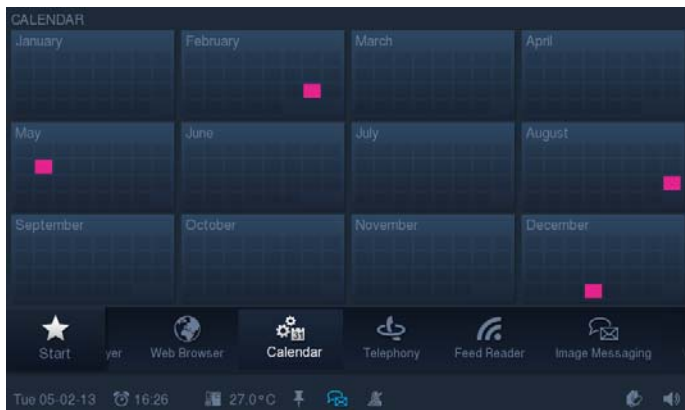 CALENDAR
January February March April
May June July August
September October November December
Start yer Web Browser Calendar Telephony Feed Reader Image Messaging
31
Tue 05-02-13 16:26 27.0°C